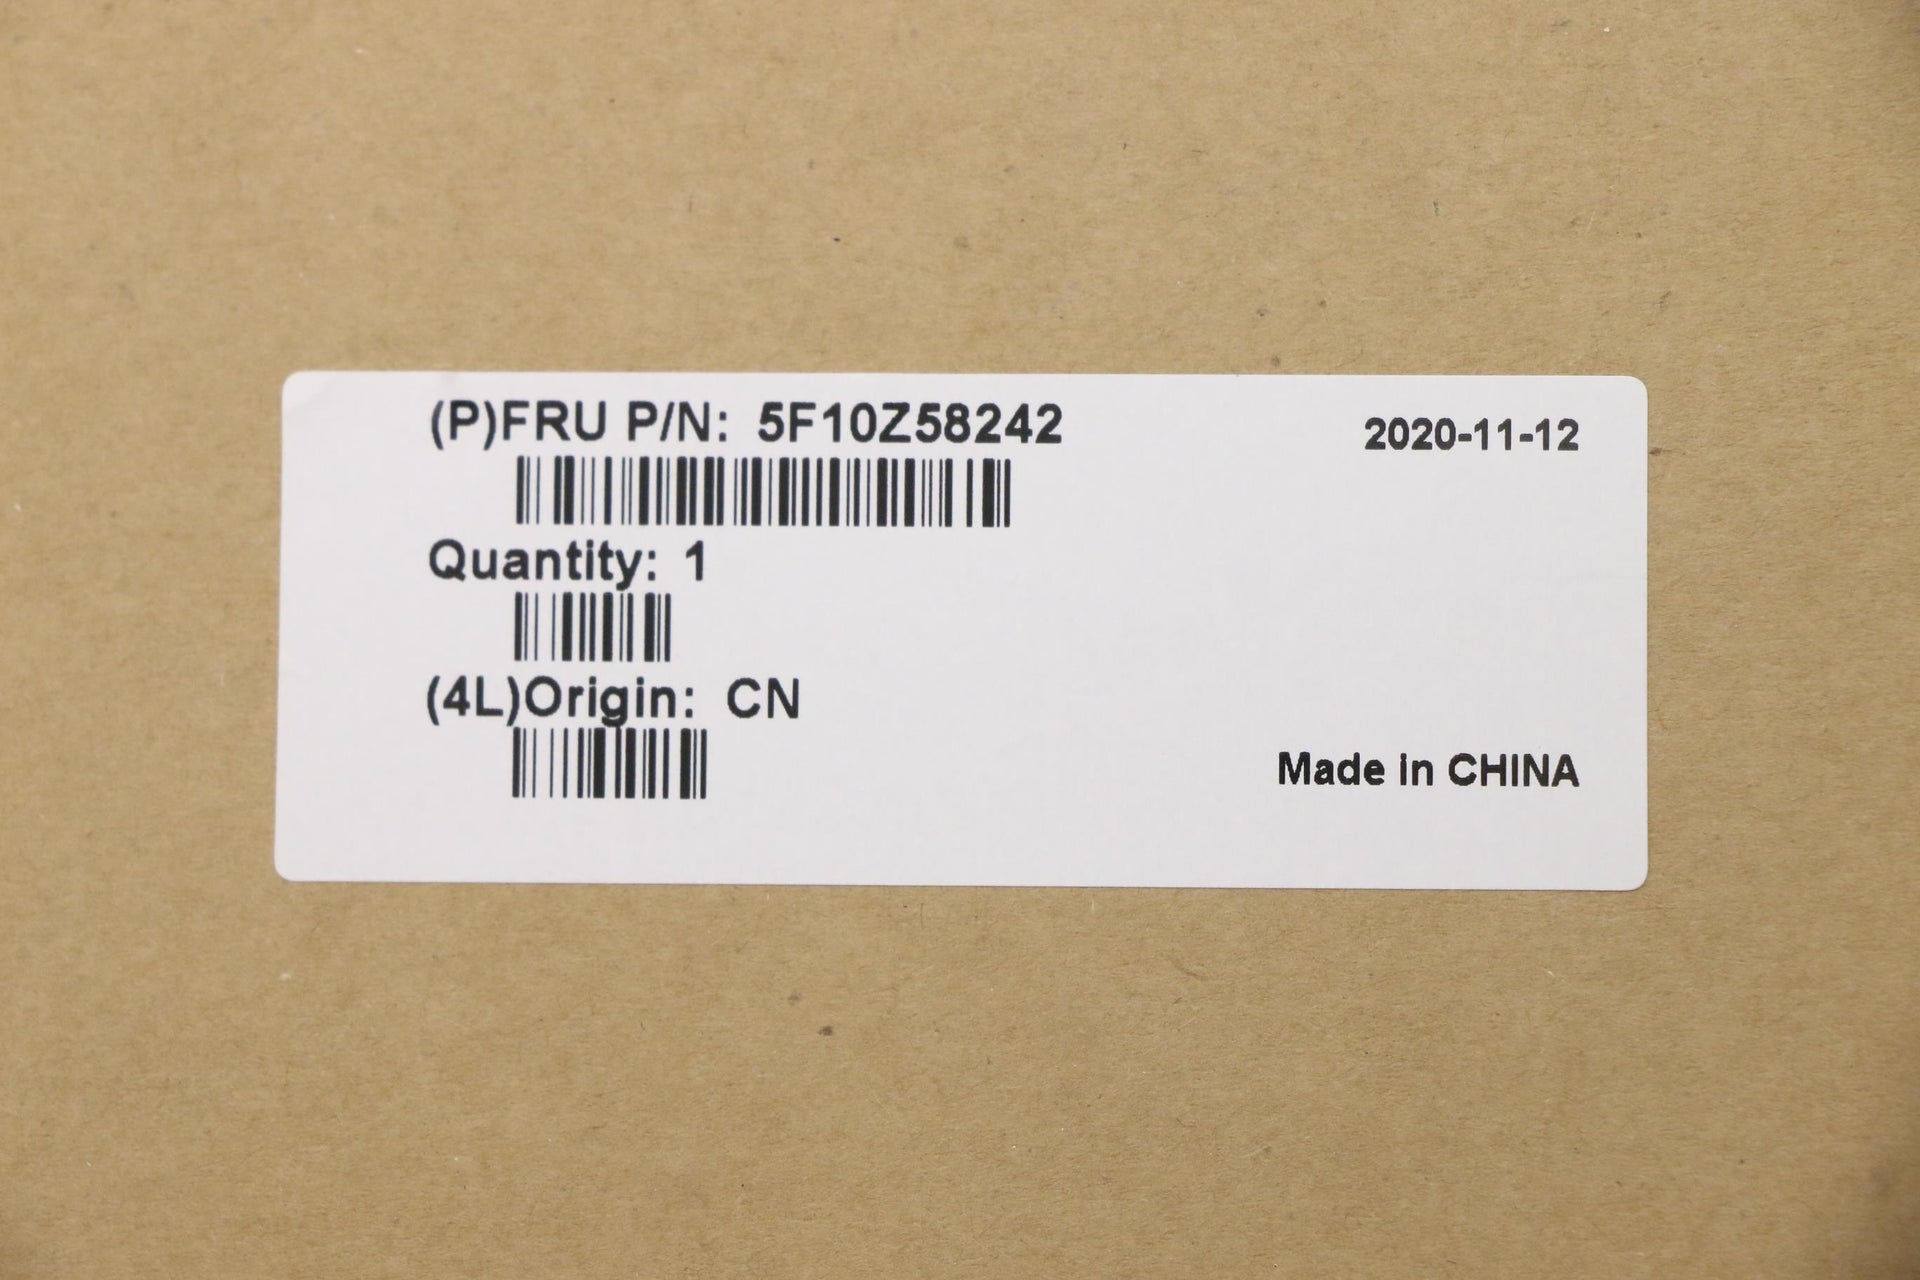 (P)FRU P/N: 5F10Z58242
2020-11-12
Quantity: 1
(4L)Origin: CN
Made in CHINA